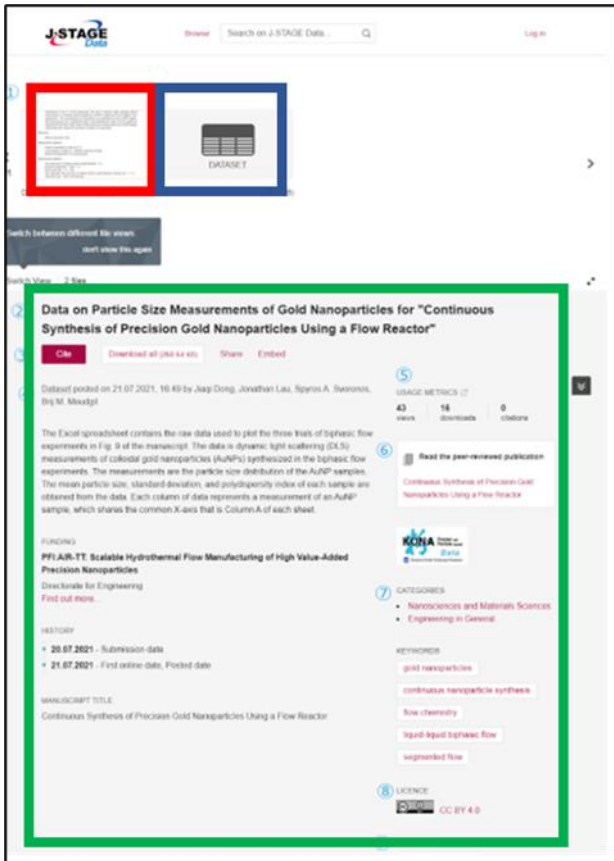 J-STAGE
Data
Browse
Search on J-STAGE Data...
Log in
①
DATASET
Switch between different file views
don't show this again
Switch View 2 files
②
Data on Particle Size Measurements of Gold Nanoparticles for "Continuous
Synthesis of Precision Gold Nanoparticles Using a Flow Reactor"
③
Cite
Download all
Share
Embed
Dataset posted on 21.07.2021, 16:49 by Jiaqi Dong, Jonathan Lau, Spyros A. Svoronos,
Brij M. Moudgil
The Excel spreadsheet contains the raw data used to plot the three trials of biphasic flow
experiments in Fig. 9 of the manuscript. The data is dynamic light scattering (DLS)
measurements of colloidal gold nanoparticles (AuNPs) synthesized in the biphasic flow
experiments. The measurements are the particle size distribution of the AuNP samples.
The mean particle size, standard deviation, and polydispersity index of each sample are
obtained from the data. Each column of data represents a measurement of an AuNP
sample, which shares the common X-axis that is Column A of each sheet.
FUNDING
PFI:AIR-TT: Scalable Hydrothermal Flow Manufacturing of High Value-Added
Precision Nanoparticles
Directorate for Engineering
Find out more...
HISTORY
20.07.2021 - Submission date
21.07.2021 - First online date, Posted date
MANUSCRIPT TITLE
Continuous Synthesis of Precision Gold Nanoparticles Using a Flow Reactor
⑤
USAGE METRICS
43 16 0
views downloads citations
⑥
Read the peer-reviewed publication
Continuous Synthesis of Precision Gold
Nanoparticles Using a Flow Reactor
KONA
Data
⑦
CATEGORIES
Nanosciences and Materials Sciences
Engineering in General
KEYWORDS
gold nanoparticles
continuous nanoparticle synthesis
flow chemistry
liquid-liquid biphasic flow
segmented flow
⑧
LICENCE
CC BY 4.0